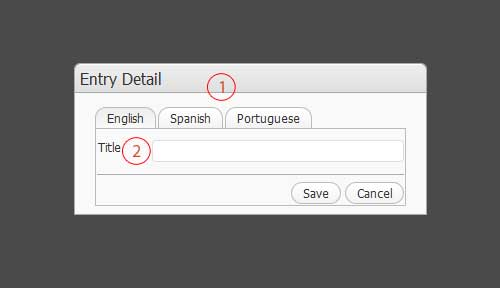 Entry Detail
1
English Spanish Portuguese
Title 2
Save Cancel